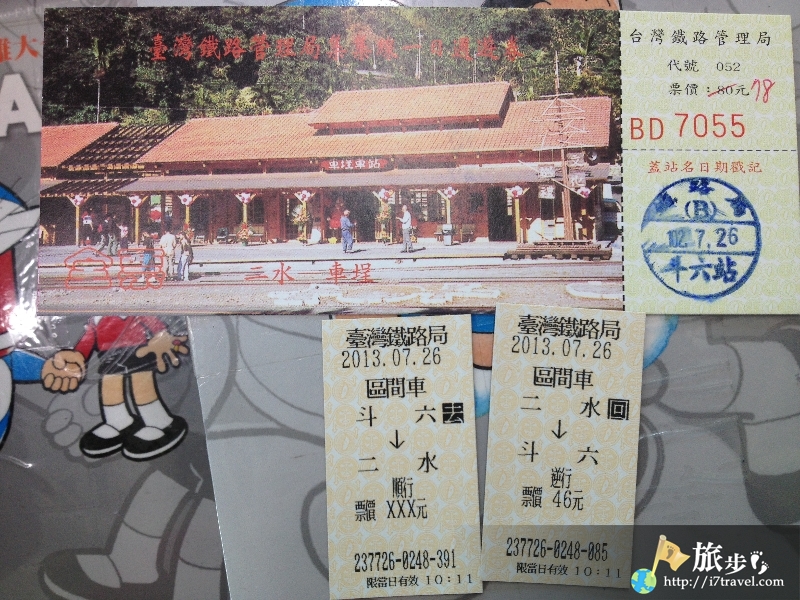 雄大
A
臺灣鐵路管理局集集線一日週遊券
車埕車站
二水—車埕
台灣鐵路管理局
代號 052
票價：80元 78
BD 7055
蓋站名日期戳記
(B)
102.7.26
斗六站
臺灣鐵路局
2013.07.26
區間車
斗 六 去
↓
二 水
順行
票價 XXX元
237726-0248-391
限當日有效 10:11
臺灣鐵路局
2013.07.26
區間車
二 水 回
↓
斗 六
逆行
票價 46元
237726-0248-085
限當日有效 10:11
旅步
http://i7travel.com/